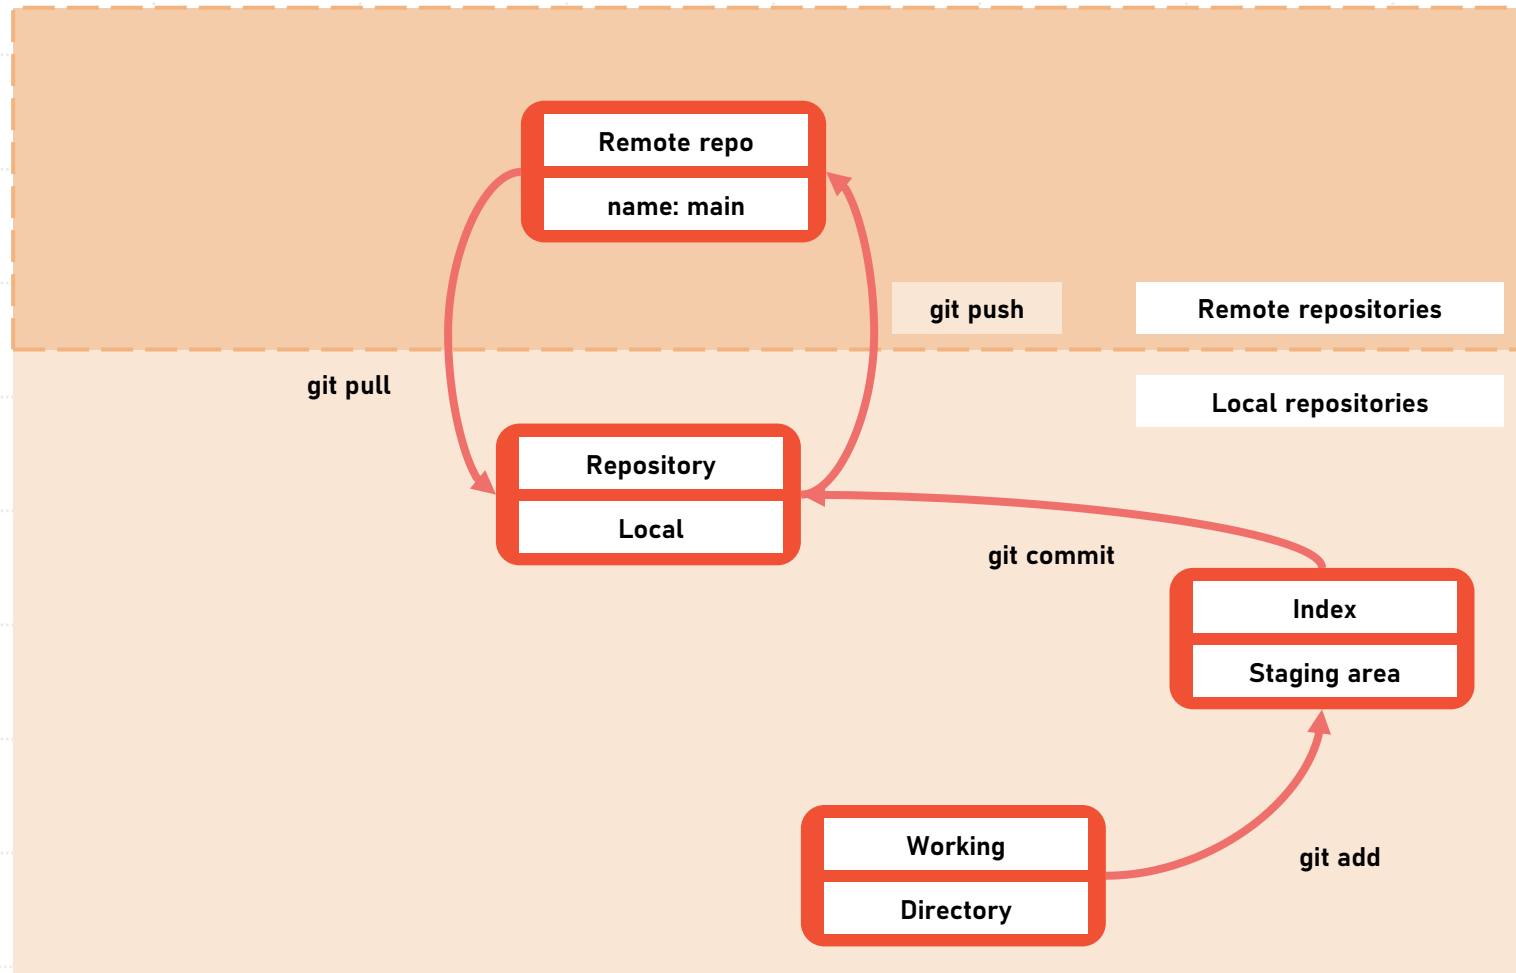 Remote repo
name: main
git push
Remote repositories
git pull
Local repositories
Repository
Local
git commit
Index
Staging area
Working
Directory
git add